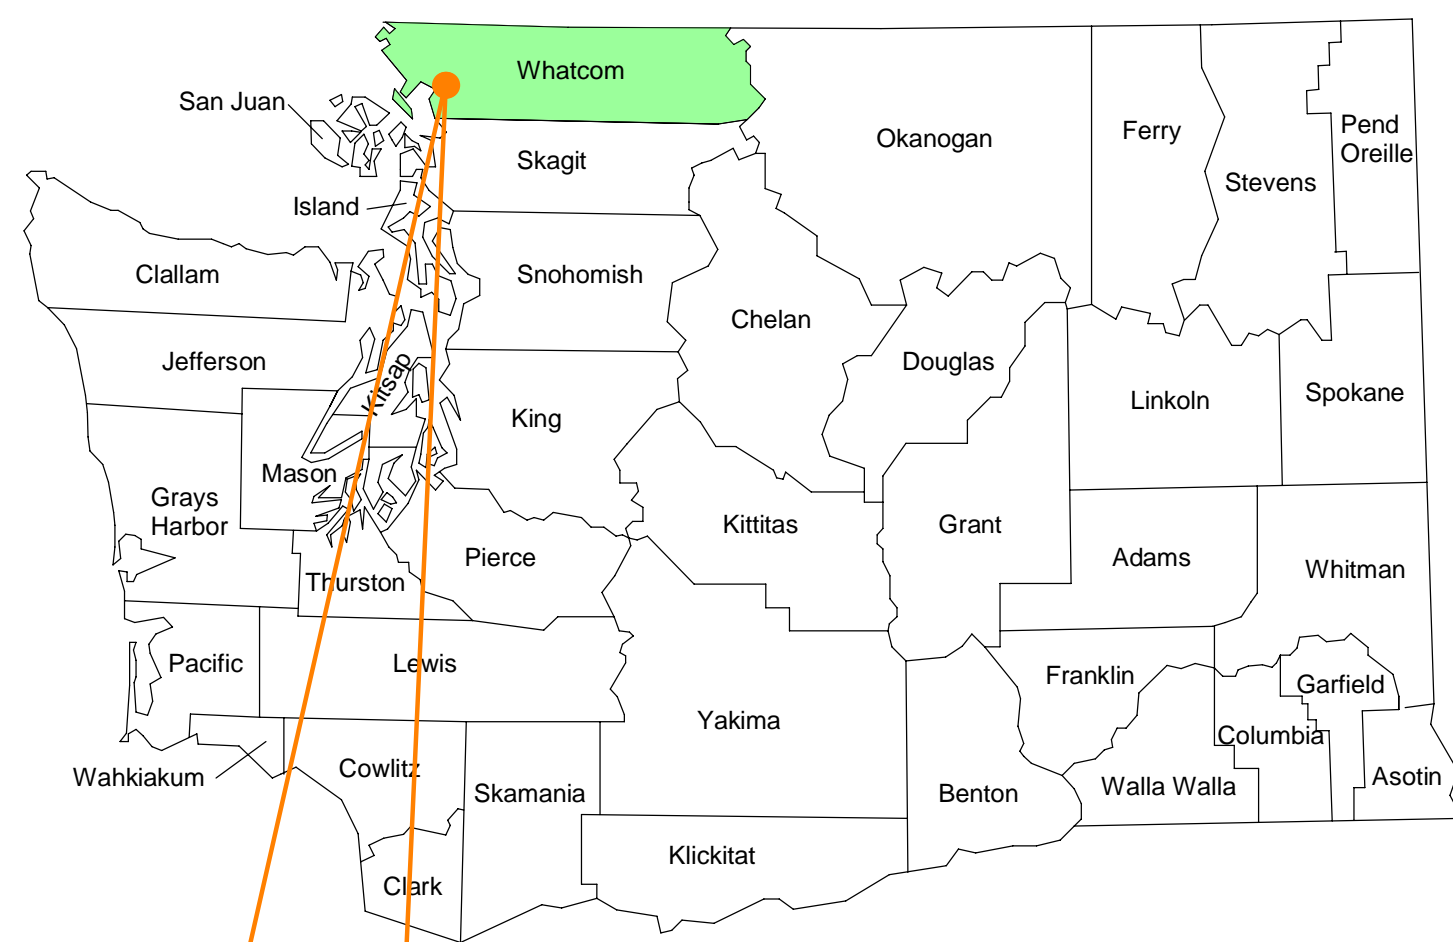 Whatcom
San Juan
Okanogan
Ferry
Pend
Oreille
Skagit
Stevens
Island
Clallam
Snohomish
Chelan
Jefferson
Douglas
Kitsap
Linkoln
Spokane
King
Mason
Grays
Harbor
Kittitas
Grant
Pierce
Adams
Whitman
Thurston
Pacific
Lewis
Franklin
Garfield
Yakima
Columbia
Wahkiakum
Cowlitz
Skamania
Benton
Walla Walla
Asotin
Klickitat
Clark